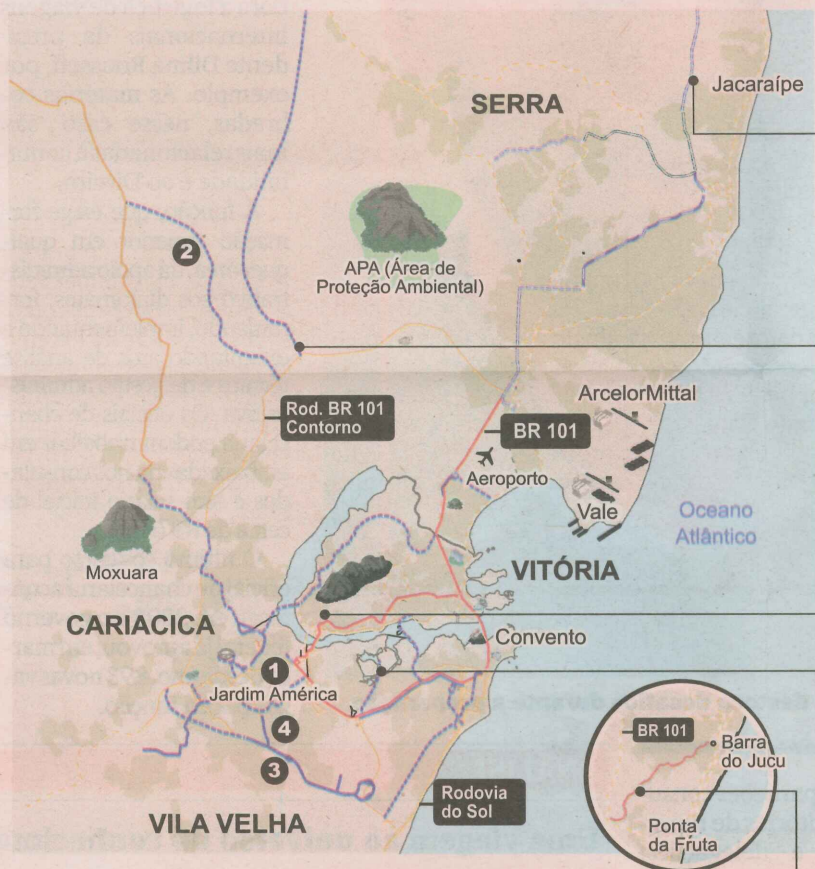 SERRA
Jacaraípe
2
APA (Área de
Proteção Ambiental)
Rod. BR 101
Contorno
BR 101
ArcelorMittal
Aeroporto
Vale
Oceano
Atlântico
Moxuara
VITÓRIA
CARIACICA
Convento
1
Jardim América
4
3
BR 101
Barra
do Jucu
Rodovia
do Sol
VILA VELHA
Ponta
da Fruta